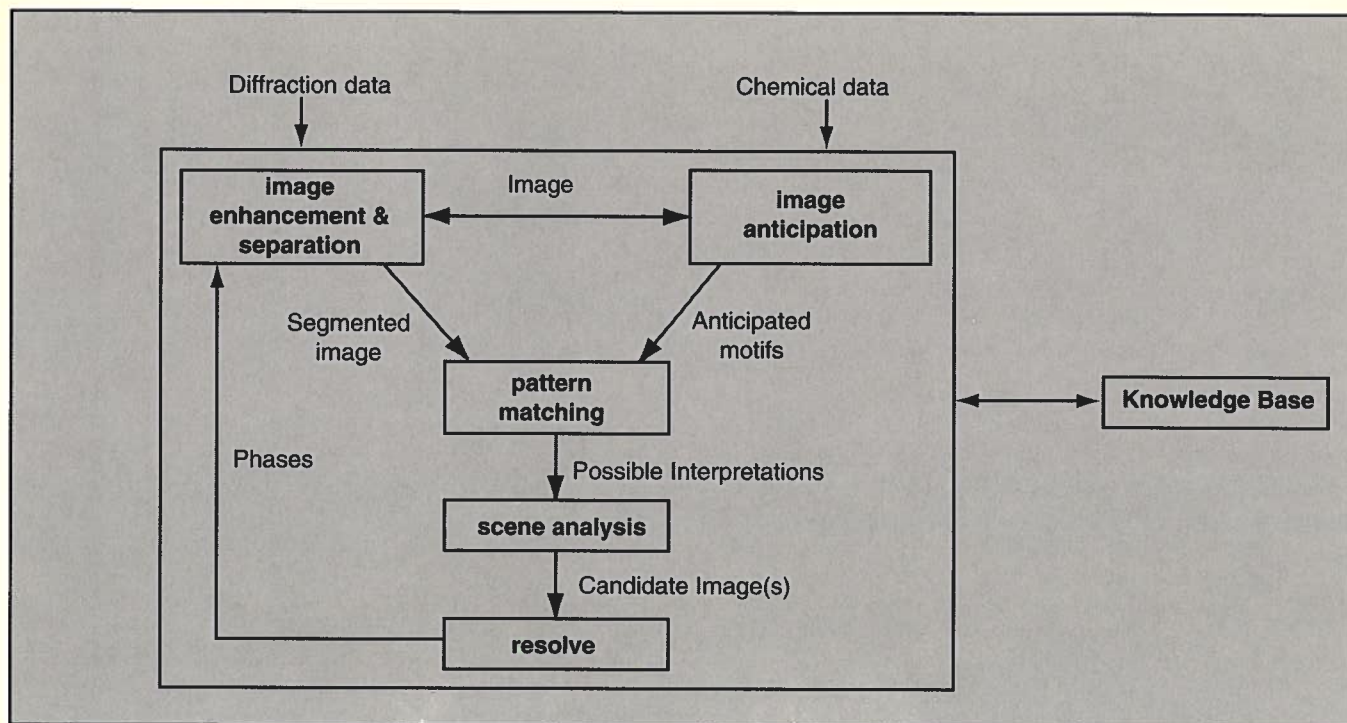 Diffraction data
Chemical data
image
enhancement &
separation
Image
image
anticipation
Segmented
image
Anticipated
motifs
pattern
matching
Knowledge Base
Phases
Possible Interpretations
scene analysis
Candidate Image(s)
resolve